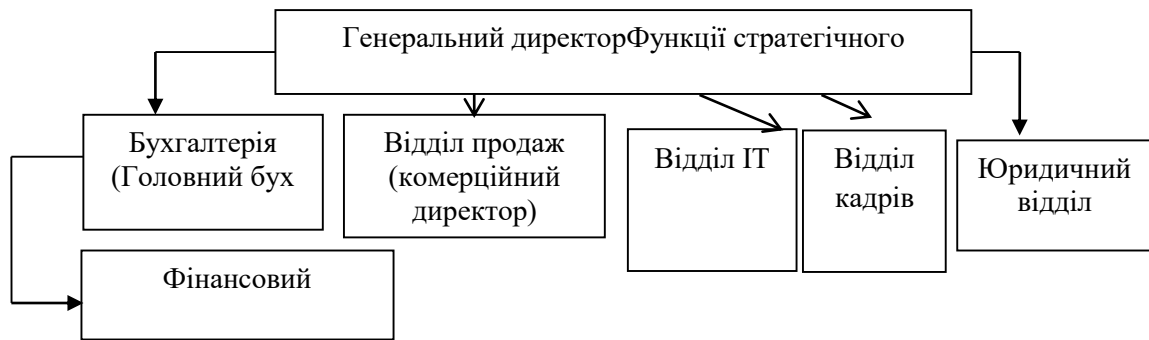 Генеральний директорФункції стратегічного
Бухгалтерія
(Головний бух
Відділ продаж
(комерційний
директор)
Відділ ІТ
Відділ
кадрів
Юридичний
відділ
Фінансовий